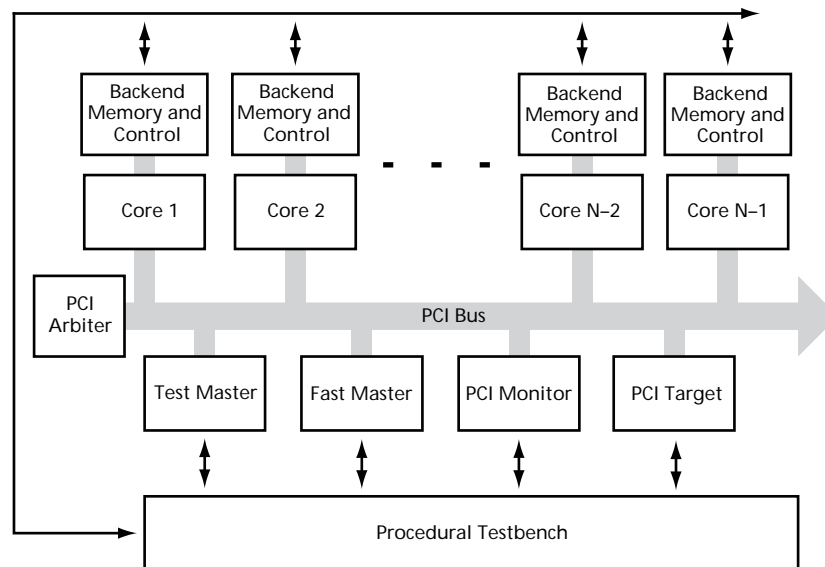 Backend
Memory and
Control
Backend
Memory and
Control
Backend
Memory and
Control
Backend
Memory and
Control
Core 1
Core 2
Core N–2
Core N–1
PCI
Arbiter
PCI Bus
Test Master
Fast Master
PCI Monitor
PCI Target
Procedural Testbench